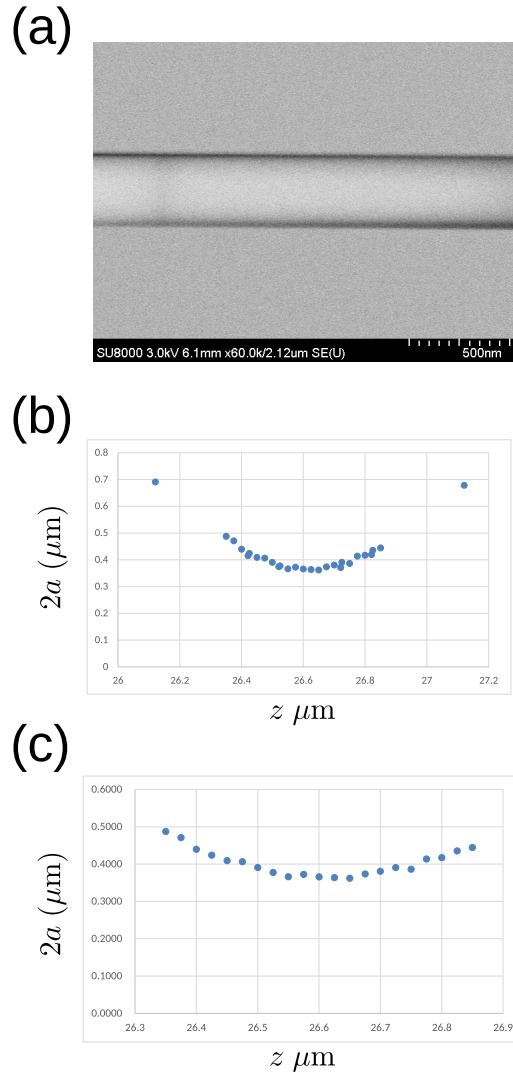 (a)
SU8000 3.0kV 6.1mm x60.0k/2.12um SE(U)
500nm
(b)
0.8
0.7
0.6
0.5
0.4
0.3
0.2
0.1
0
26 26.2 26.4 26.6 26.8 27 27.2
2a (μm)
z μm
(c)
0.6000
0.5000
0.4000
0.3000
0.2000
0.1000
0.0000
26.3 26.4 26.5 26.6 26.7 26.8 26.9
2a (μm)
z μm